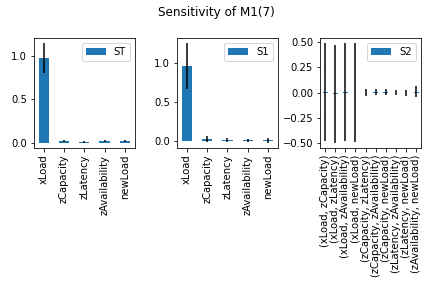 Sensitivity of M1(7)
ST
1.0
0.5
0.0
xLoad
zCapacity
zLatency
zAvailability
newLoad
S1
1.0
0.5
0.0
xLoad
zCapacity
zLatency
zAvailability
newLoad
S2
0.50
0.25
0.00
−0.25
−0.50
(xLoad, zCapacity)
(xLoad, zLatency)
(xLoad, zAvailability)
(xLoad, newLoad)
(zCapacity, zLatency)
(zCapacity, zAvailability)
(zCapacity, newLoad)
(zLatency, zAvailability)
(zLatency, newLoad)
(zAvailability, newLoad)